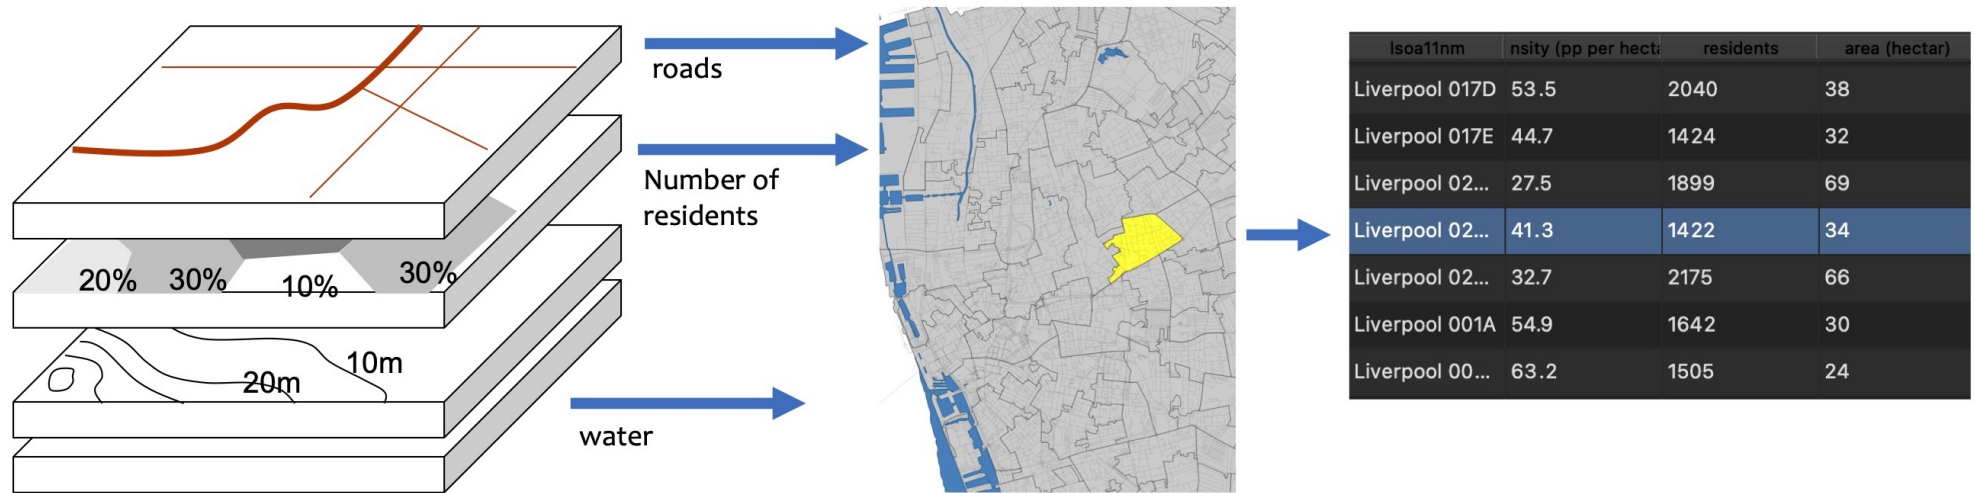 roads
Number of
residents
20% 30% 10% 30%
10m
20m
water
lsoa11nm nsity (pp per hecta residents area (hectar)
Liverpool 017D 53.5 2040 38
Liverpool 017E 44.7 1424 32
Liverpool 02... 27.5 1899 69
Liverpool 02... 41.3 1422 34
Liverpool 02... 32.7 2175 66
Liverpool 001A 54.9 1642 30
Liverpool 00... 63.2 1505 24